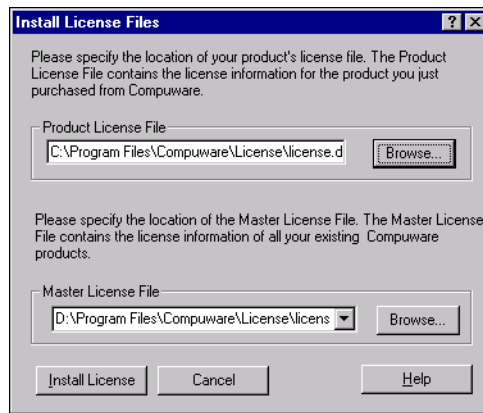 Install License Files
Please specify the location of your product's license file. The Product
License File contains the license information for the product you just
purchased from Compuware.
Product License File
C:\Program Files\Compuware\License\license.d
Browse...
Please specify the location of the Master License File. The Master License
File contains the license information of all your existing Compuware
products.
Master License File
D:\Program Files\Compuware\License\licens
Browse...
Install License
Cancel
Help